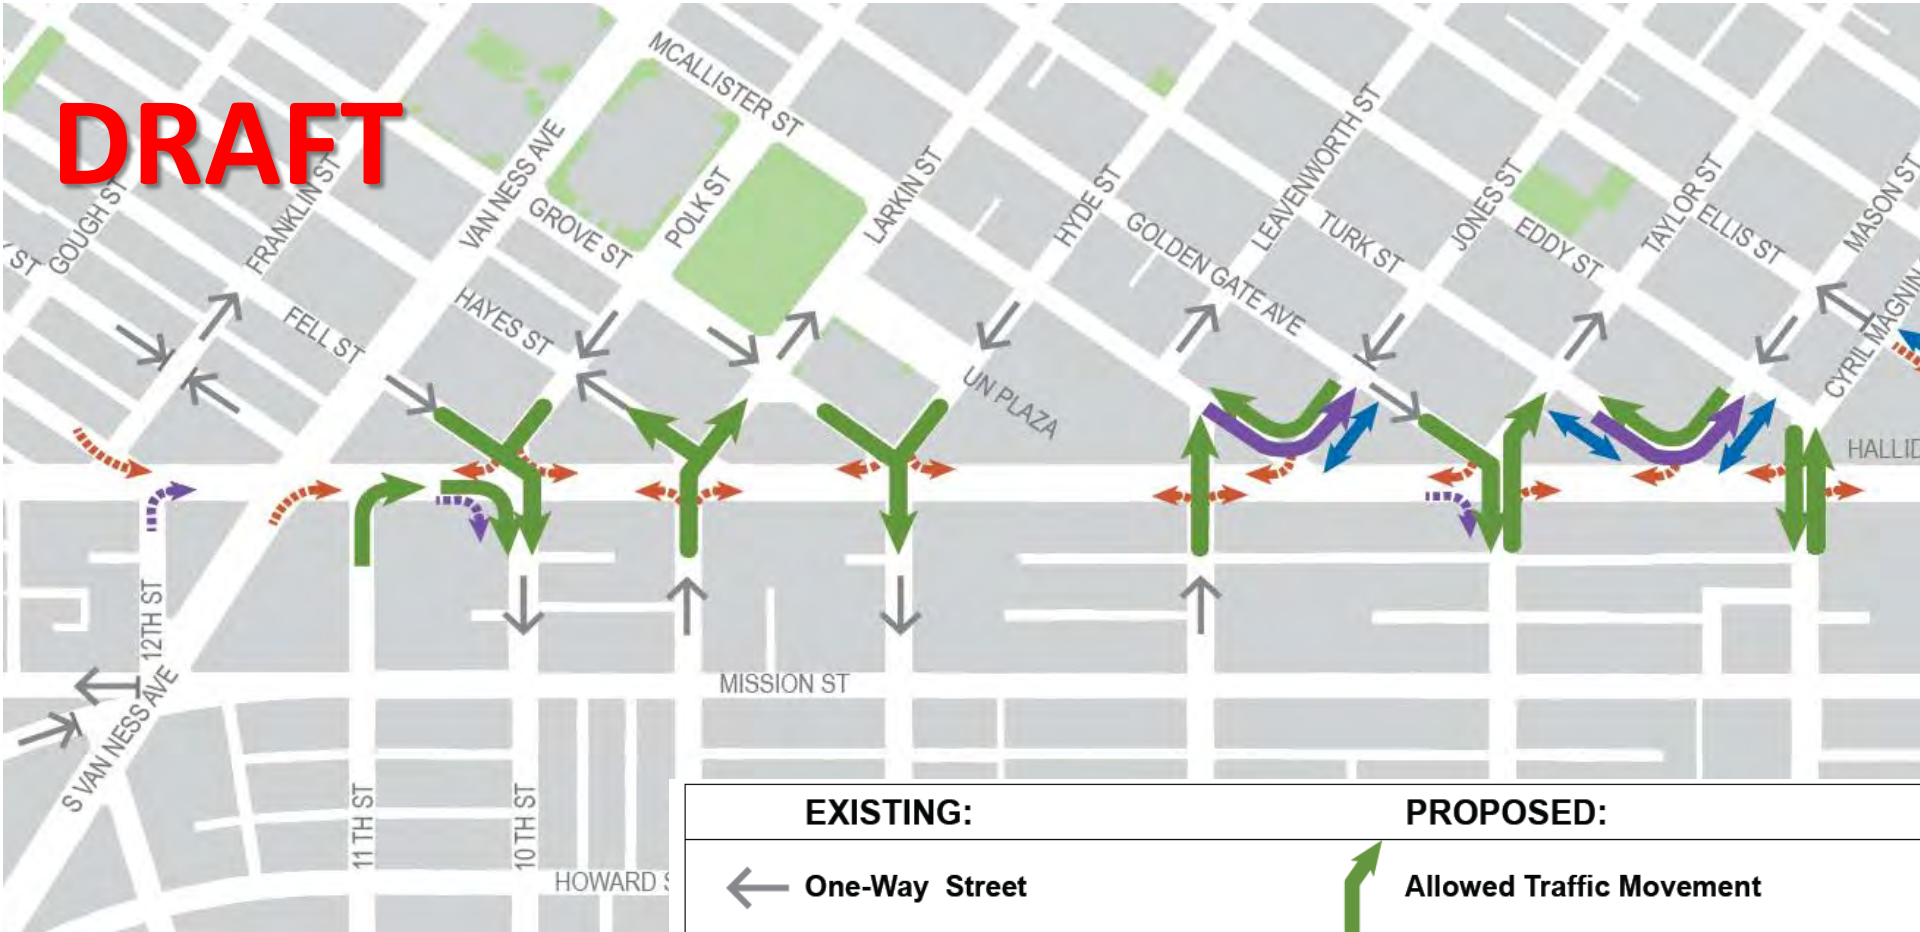 DRAFT
MCALLISTER ST
VAN NESS AVE
GROVE ST
POLK ST
LARKIN ST
HYDE ST
GOLDEN GATE AVE
LEAVENWORTH ST
TURK ST
JONES ST
EDDY ST
TAYLOR ST
ELLIS ST
MASON ST
CYRIL MAGNIN
GOUGH ST
FRANKLIN ST
ST
FELL ST
HAYES ST
UN PLAZA
HALLID
12TH ST
S VAN NESS AVE
MISSION ST
11TH ST
10TH ST
HOWARD S
EXISTING:
PROPOSED:
One-Way Street
Allowed Traffic Movement